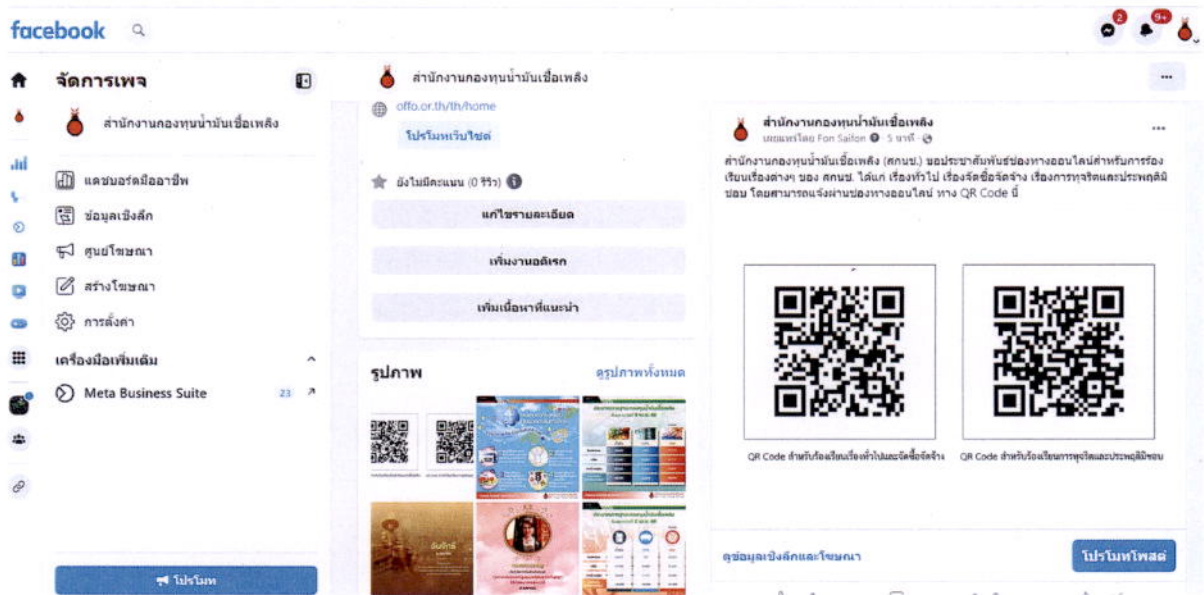 facebook
2
9+
จัดการเพจ
สำนักงานกองทุนน้ำมันเชื้อเพลิง
แดชบอร์ดมืออาชีพ
ข้อมูลเชิงลึก
ศูนย์โฆษณา
สร้างโฆษณา
การตั้งค่า
เครื่องมือเพิ่มเติม
Meta Business Suite
23
โปรโมท
สำนักงานกองทุนน้ำมันเชื้อเพลิง
offo.or.th/th/home
โปรโมทเว็บไซต์
ยังไม่มีคะแนน (0 รีวิว)
แก้ไขรายละเอียด
เพิ่มงานอดิเรก
เพิ่มเนื้อหาที่แนะนำ
รูปภาพ
ดูรูปภาพทั้งหมด
สำนักงานกองทุนน้ำมันเชื้อเพลิง
เผยแพร่โดย Fon Saifon · 5 นาที ·
สำนักงานกองทุนน้ำมันเชื้อเพลิง (สกนช.) ขอประชาสัมพันธ์ช่องทางออนไลน์สำหรับการร้อง
เรียนเรื่องต่างๆ ของ สกนช. ได้แก่ เรื่องทั่วไป เรื่องจัดซื้อจัดจ้าง เรื่องการทุจริตและประพฤติมิ
ชอบ โดยสามารถแจ้งผ่านช่องทางออนไลน์ ทาง QR Code นี้
QR Code สำหรับร้องเรียนเรื่องทั่วไปและจัดซื้อจัดจ้าง
QR Code สำหรับร้องเรียนการทุจริตและประพฤติมิชอบ
ดูข้อมูลเชิงลึกและโฆษณา
โปรโมทโพสต์